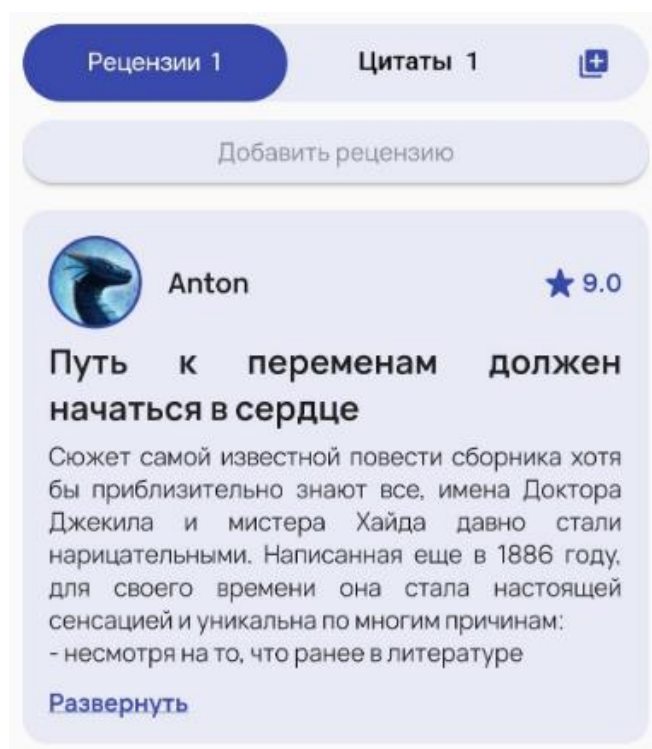 Рецензии 1 Цитаты 1
Добавить рецензию
Anton 9.0
Путь к переменам должен
начаться в сердце
Сюжет самой известной повести сборника хотя
бы приблизительно знают все, имена Доктора
Джекила и мистера Хайда давно стали
нарицательными. Написанная еще в 1886 году,
для своего времени она стала настоящей
сенсацией и уникальна по многим причинам:
- несмотря на то, что ранее в литературе
Развернуть